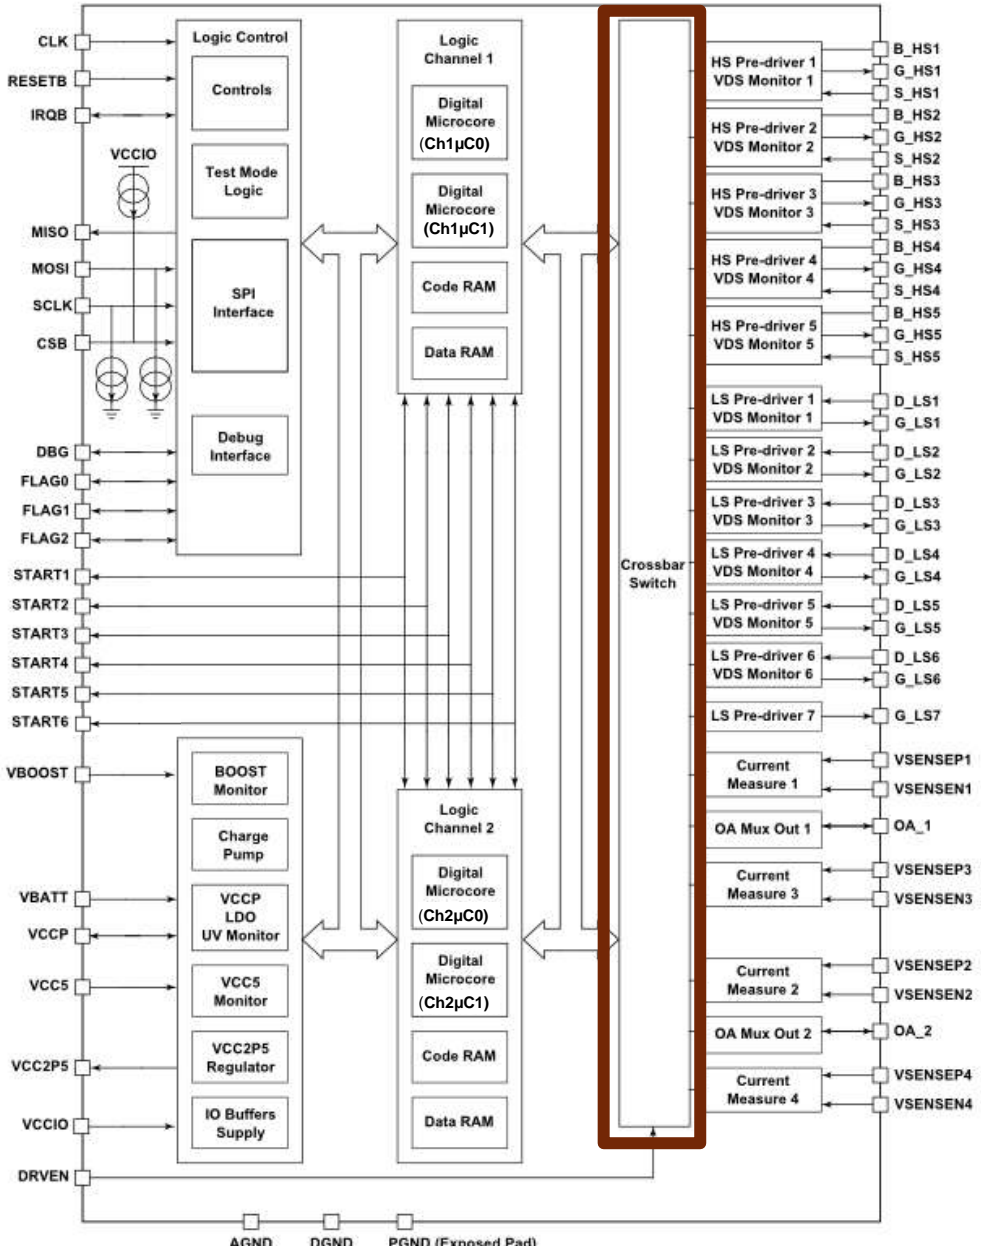 CLK
RESETB
IRQB
VCCIO
MISO
MOSI
SCLK
CSB
DBG
FLAG0
FLAG1
FLAG2
START1
START2
START3
START4
START5
START6
VBOOST
VBATT
VCCP
VCC5
VCC2P5
VCCIO
DRVEN
Logic Control
Controls
Test Mode
Logic
SPI
Interface
Debug
Interface
BOOST
Monitor
Charge
Pump
VCCP
LDO
UV Monitor
VCC5
Monitor
VCC2P5
Regulator
IO Buffers
Supply
Logic
Channel 1
Digital
Microcore
(Ch1µC0)
Digital
Microcore
(Ch1µC1)
Code RAM
Data RAM
Logic
Channel 2
Digital
Microcore
(Ch2µC0)
Digital
Microcore
(Ch2µC1)
Code RAM
Data RAM
Crossbar
Switch
HS Pre-driver 1
VDS Monitor 1
HS Pre-driver 2
VDS Monitor 2
HS Pre-driver 3
VDS Monitor 3
HS Pre-driver 4
VDS Monitor 4
HS Pre-driver 5
VDS Monitor 5
LS Pre-driver 1
VDS Monitor 1
LS Pre-driver 2
VDS Monitor 2
LS Pre-driver 3
VDS Monitor 3
LS Pre-driver 4
VDS Monitor 4
LS Pre-driver 5
VDS Monitor 5
LS Pre-driver 6
VDS Monitor 6
LS Pre-driver 7
Current
Measure 1
OA Mux Out 1
Current
Measure 3
Current
Measure 2
OA Mux Out 2
Current
Measure 4
B_HS1
G_HS1
S_HS1
B_HS2
G_HS2
S_HS2
B_HS3
G_HS3
S_HS3
B_HS4
G_HS4
S_HS4
B_HS5
G_HS5
S_HS5
D_LS1
G_LS1
D_LS2
G_LS2
D_LS3
G_LS3
D_LS4
G_LS4
D_LS5
G_LS5
D_LS6
G_LS6
G_LS7
VSENSEP1
VSENSEN1
OA_1
VSENSEP3
VSENSEN3
VSENSEP2
VSENSEN2
OA_2
VSENSEP4
VSENSEN4
AGND
DGND
PGND (Exposed Pad)